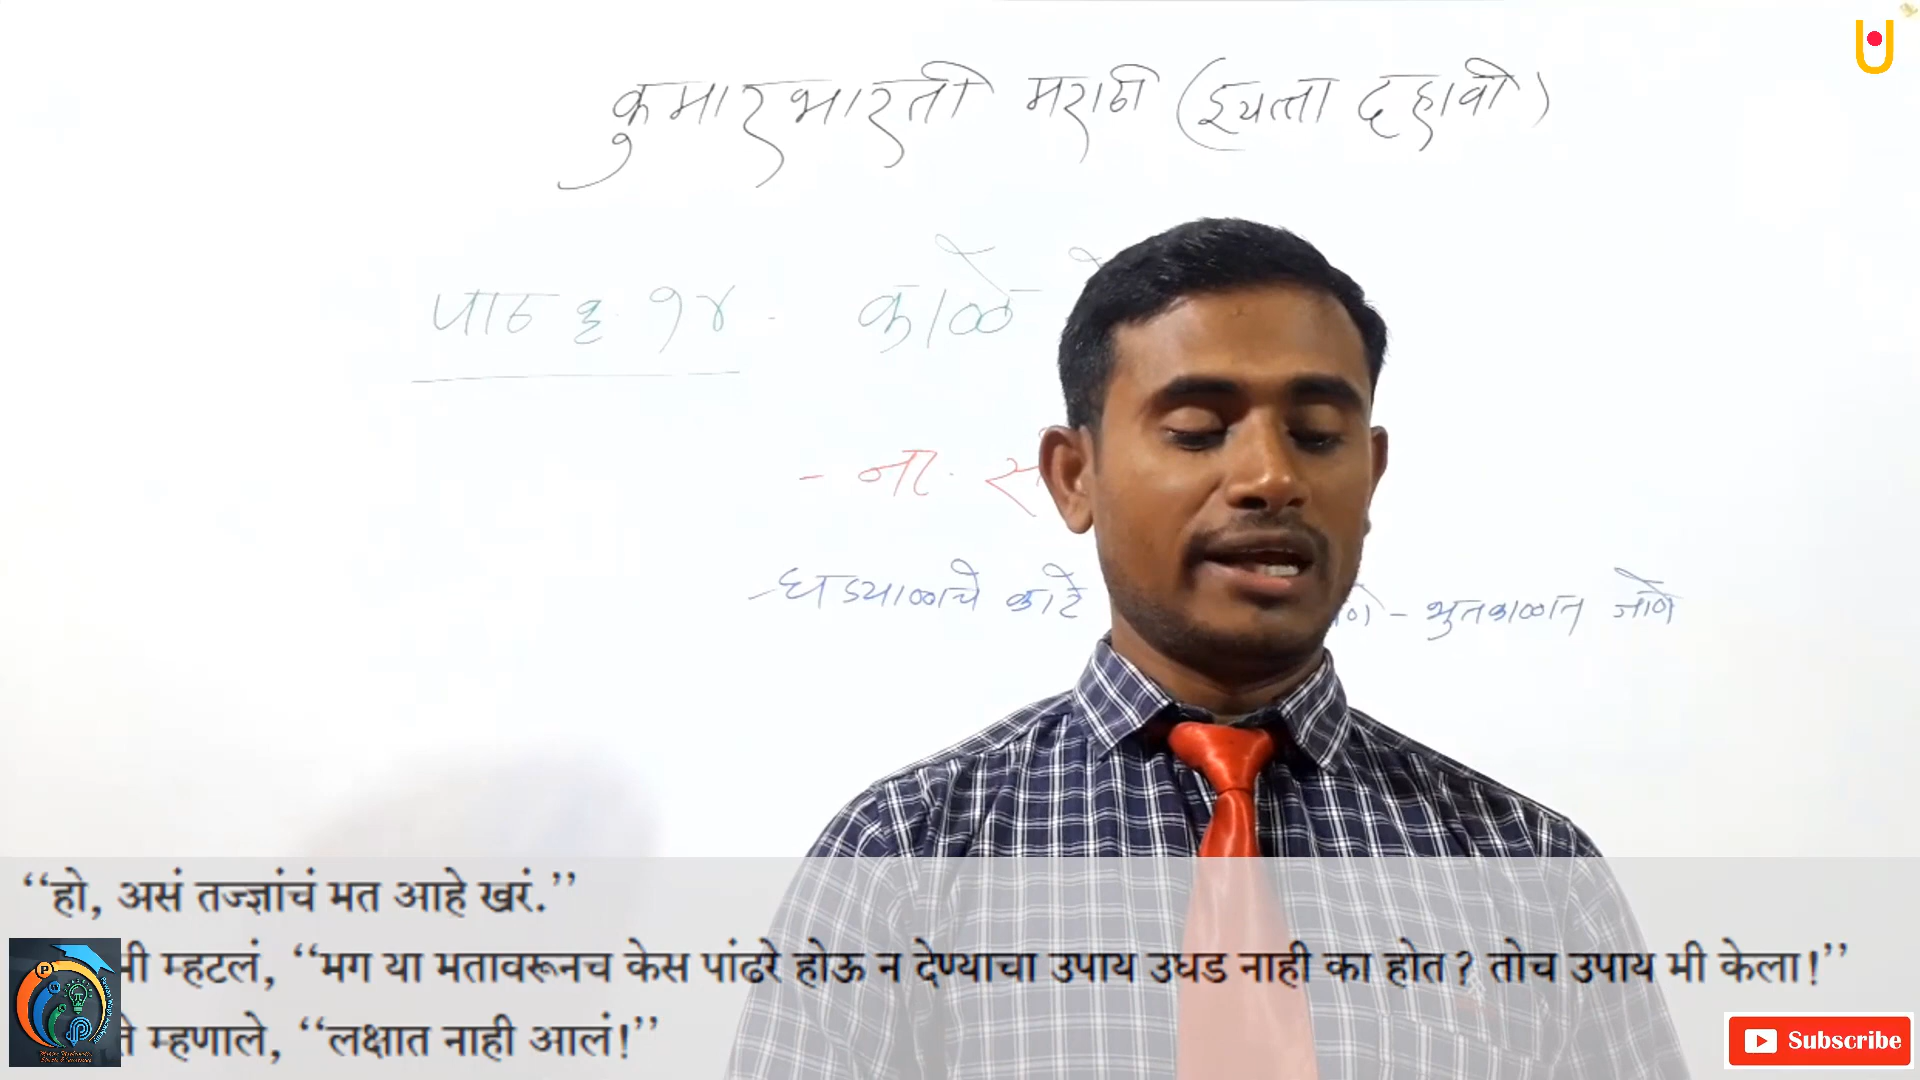 कुमारभारती मराठी (इयत्ता दहावी)
पाठ क्र. १४. काळे
- ना. स
- घड्याळाचे काटे णे - भुतकाळात जाणे
‘‘हो, असं तज्ज्ञांचं मत आहे खरं.’’
मी म्हटलं, ‘‘मग या मतावरूनच केस पांढरे होऊ न देण्याचा उपाय उघड नाही का होत? तोच उपाय मी केला!’’
ते म्हणाले, ‘‘लक्षात नाही आलं!’’
Subscribe